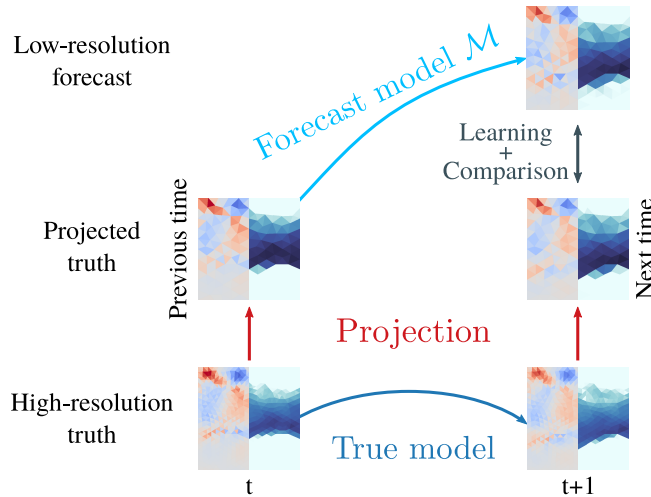 Low-resolution
forecast
Forecast model ℳ
Learning
+
Comparison
Previous time
Projected
truth
Next time
Projection
High-resolution
truth
True model
t
t+1